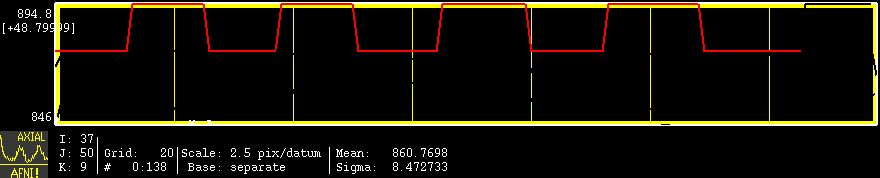 894.8
[+48.79999]
846
AXIAL
AFNI!
I: 37
J: 50 Grid: 20 Scale: 2.5 pix/datum Mean: 860.7698
K: 9 # 0:138 Base: separate Sigma: 8.472733